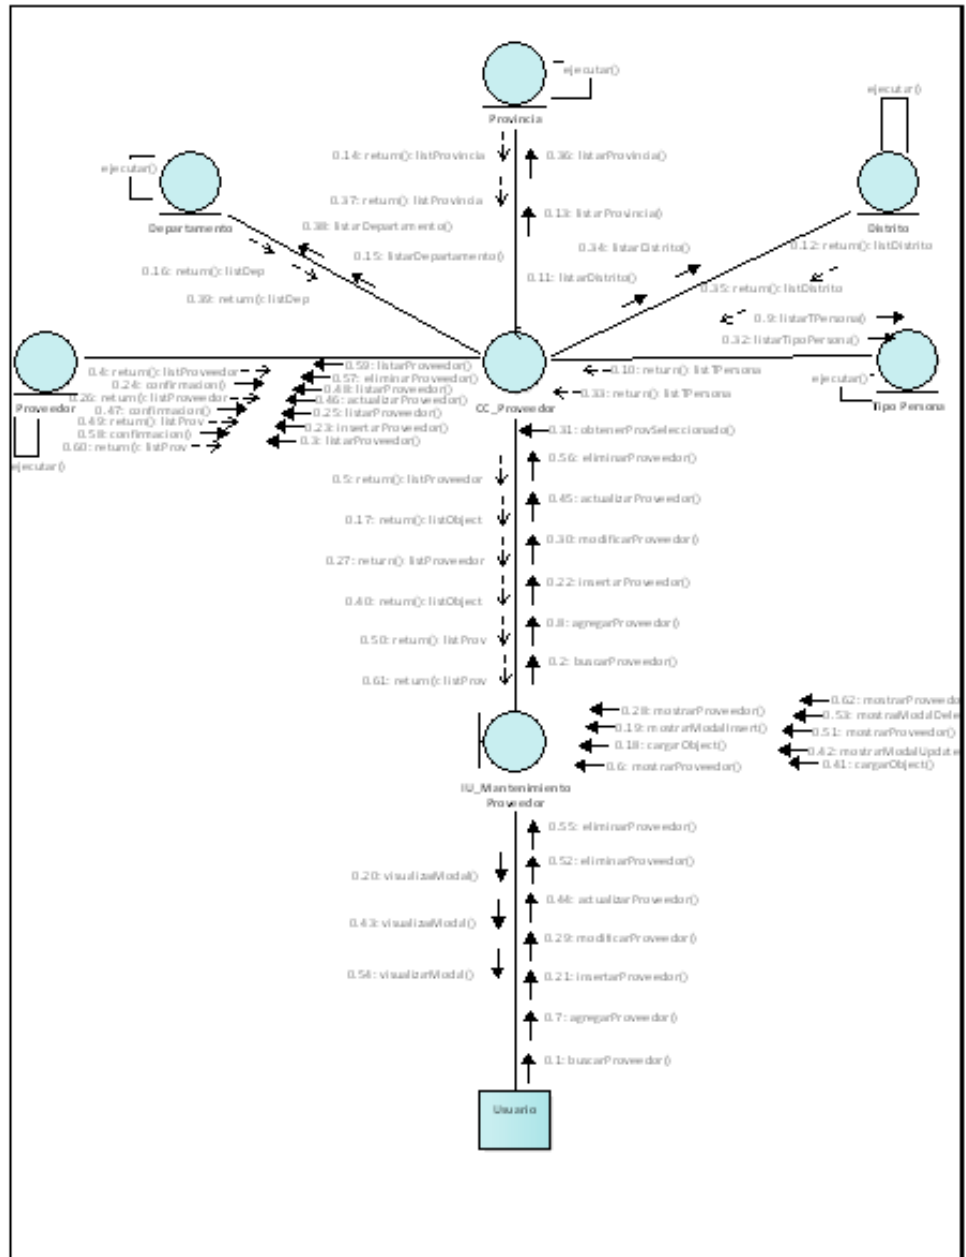 ejecutar()
Provincia
ejecutar()
ejecutar()
Departamento
Distrito
0.14: return(): listProvincia
0.36: listarProvincia()
0.37: return(): listProvincia
0.13: listarProvincia()
0.38: listarDepartamento()
0.15: listarDepartamento()
0.16: return(): listDep
0.39: return(): listDep
0.34: listarDistrito()
0.12: return(): listDistrito
0.11: listarDistrito()
0.35: return(): listDistrito
0.9: listarTPersona()
0.32: listarTipoPersona()
0.10: return(): listTPersona
ejecutar()
0.33: return(): listTPersona
Tipo Persona
Proveedor
ejecutar()
0.4: return(): listProveedor
0.24: confirmacion()
0.26: return(): listProveedor
0.47: confirmacion()
0.49: return(): listProv
0.58: confirmacion()
0.60: return(): listProv
0.59: listarProveedor()
0.57: eliminarProveedor()
0.48: listarProveedor()
0.46: actualizarProveedor()
0.25: listarProveedor()
0.23: insertarProveedor()
0.3: listarProveedor()
CC_Proveedor
0.31: obtenerProvSeleccionado()
0.56: eliminarProveedor()
0.5: return(): listProveedor
0.45: actualizarProveedor()
0.17: return(): listObject
0.30: modificarProveedor()
0.27: return(): listProveedor
0.22: insertarProveedor()
0.40: return(): listObject
0.8: agregarProveedor()
0.50: return(): listProv
0.2: buscarProveedor()
0.61: return(): listProv
0.28: mostrarProveedor()
0.19: mostrarModalInsert()
0.18: cargarObject()
0.6: mostrarProveedor()
0.62: mostrarProveedo
0.53: mostrarModalDele
0.51: mostrarProveedor()
0.42: mostrarModalUpdate
0.41: cargarObject()
IU_Mantenimiento
Proveedor
0.55: eliminarProveedor()
0.52: eliminarProveedor()
0.20: visualizaModal()
0.44: actualizarProveedor()
0.43: visualizaModal()
0.29: modificarProveedor()
0.54: visualizarModal()
0.21: insertarProveedor()
0.7: agregarProveedor()
0.1: buscarProveedor()
Usuario